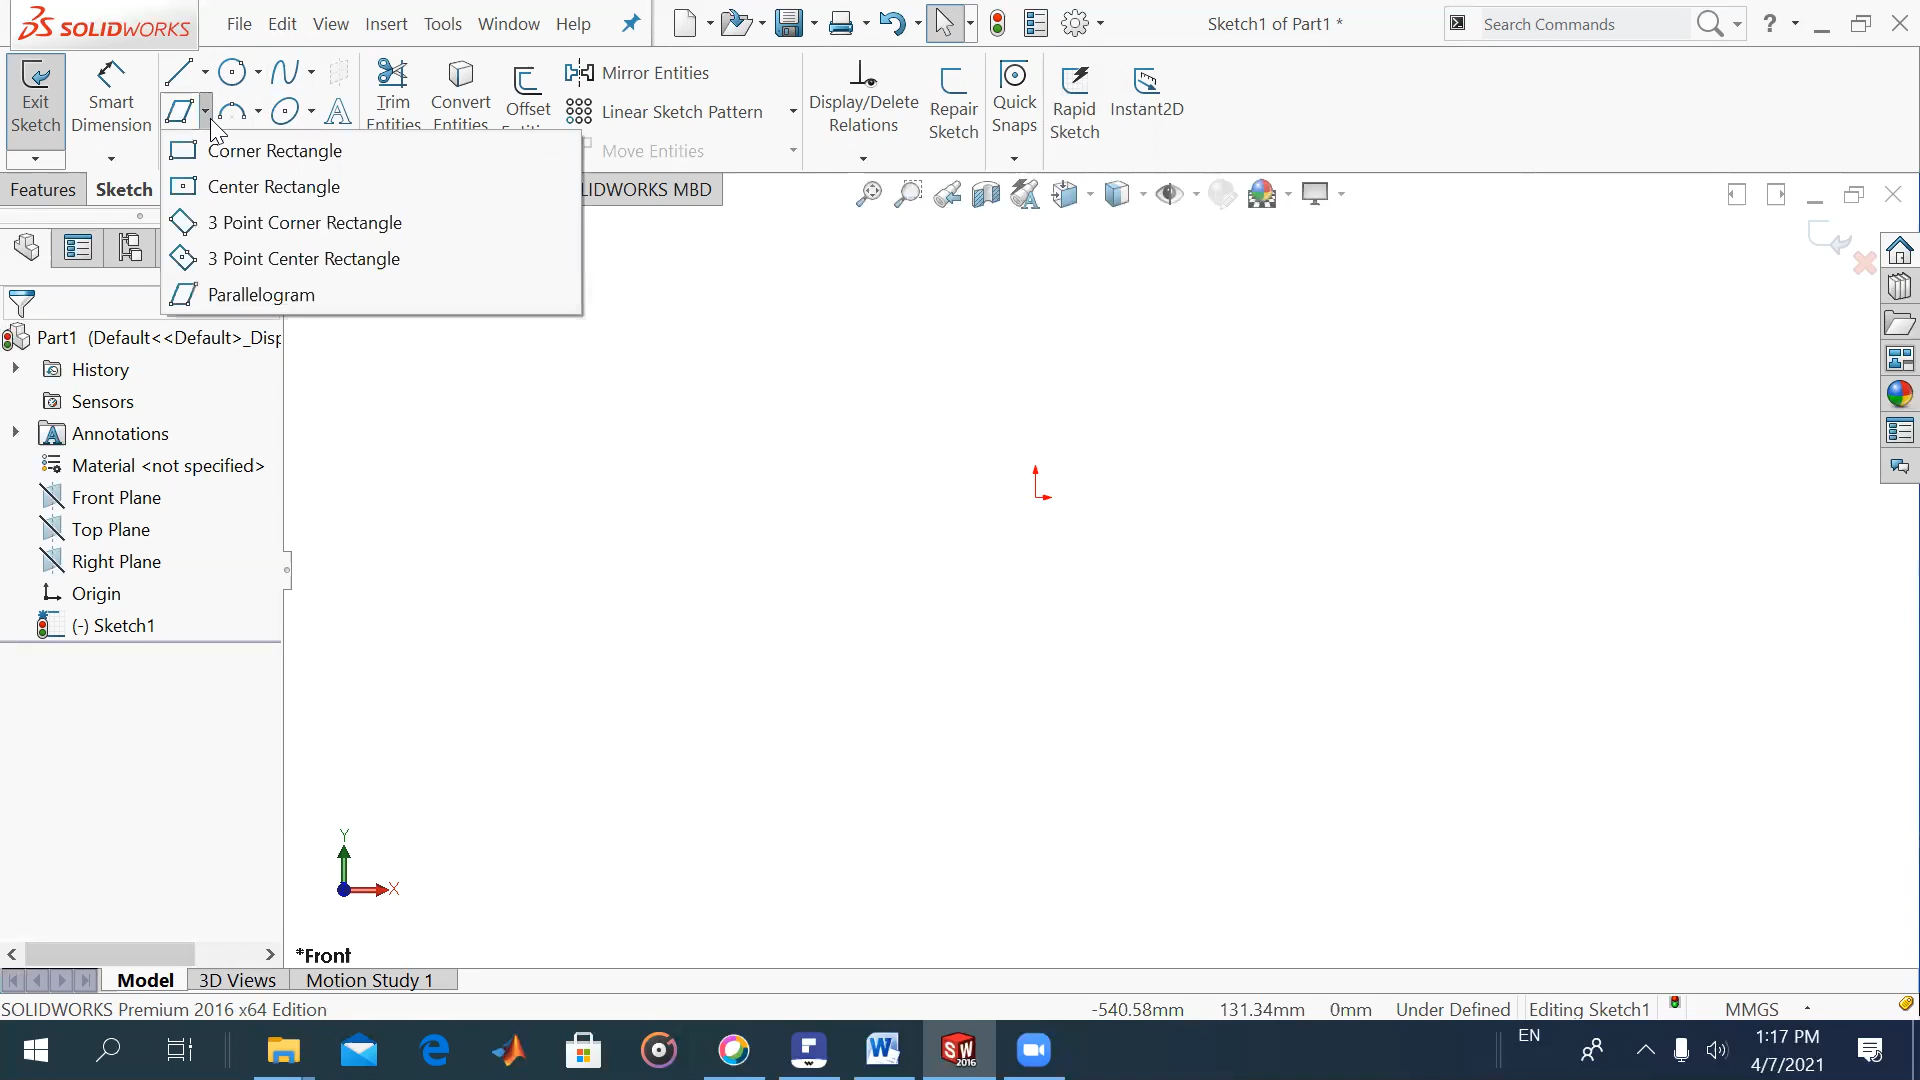 SOLIDWORKS File Edit View Insert Tools Window Help Sketch1 of Part1 * Search Commands ?
Exit Sketch
Smart Dimension
Trim Entities
Convert Entities
Offset
Mirror Entities
Linear Sketch Pattern
Move Entities
Display/Delete Relations
Repair Sketch
Quick Snaps
Rapid Sketch
Instant2D
Corner Rectangle
Center Rectangle
3 Point Corner Rectangle
3 Point Center Rectangle
Parallelogram
Features Sketch LIDWORKS MBD
Part1 (Default<<Default>_Disp
History
Sensors
Annotations
Material <not specified>
Front Plane
Top Plane
Right Plane
Origin
(-) Sketch1
Y
X
*Front
Model 3D Views Motion Study 1
SOLIDWORKS Premium 2016 x64 Edition -540.58mm 131.34mm 0mm Under Defined Editing Sketch1 MMGS
EN
1:17 PM
4/7/2021
SW
2016